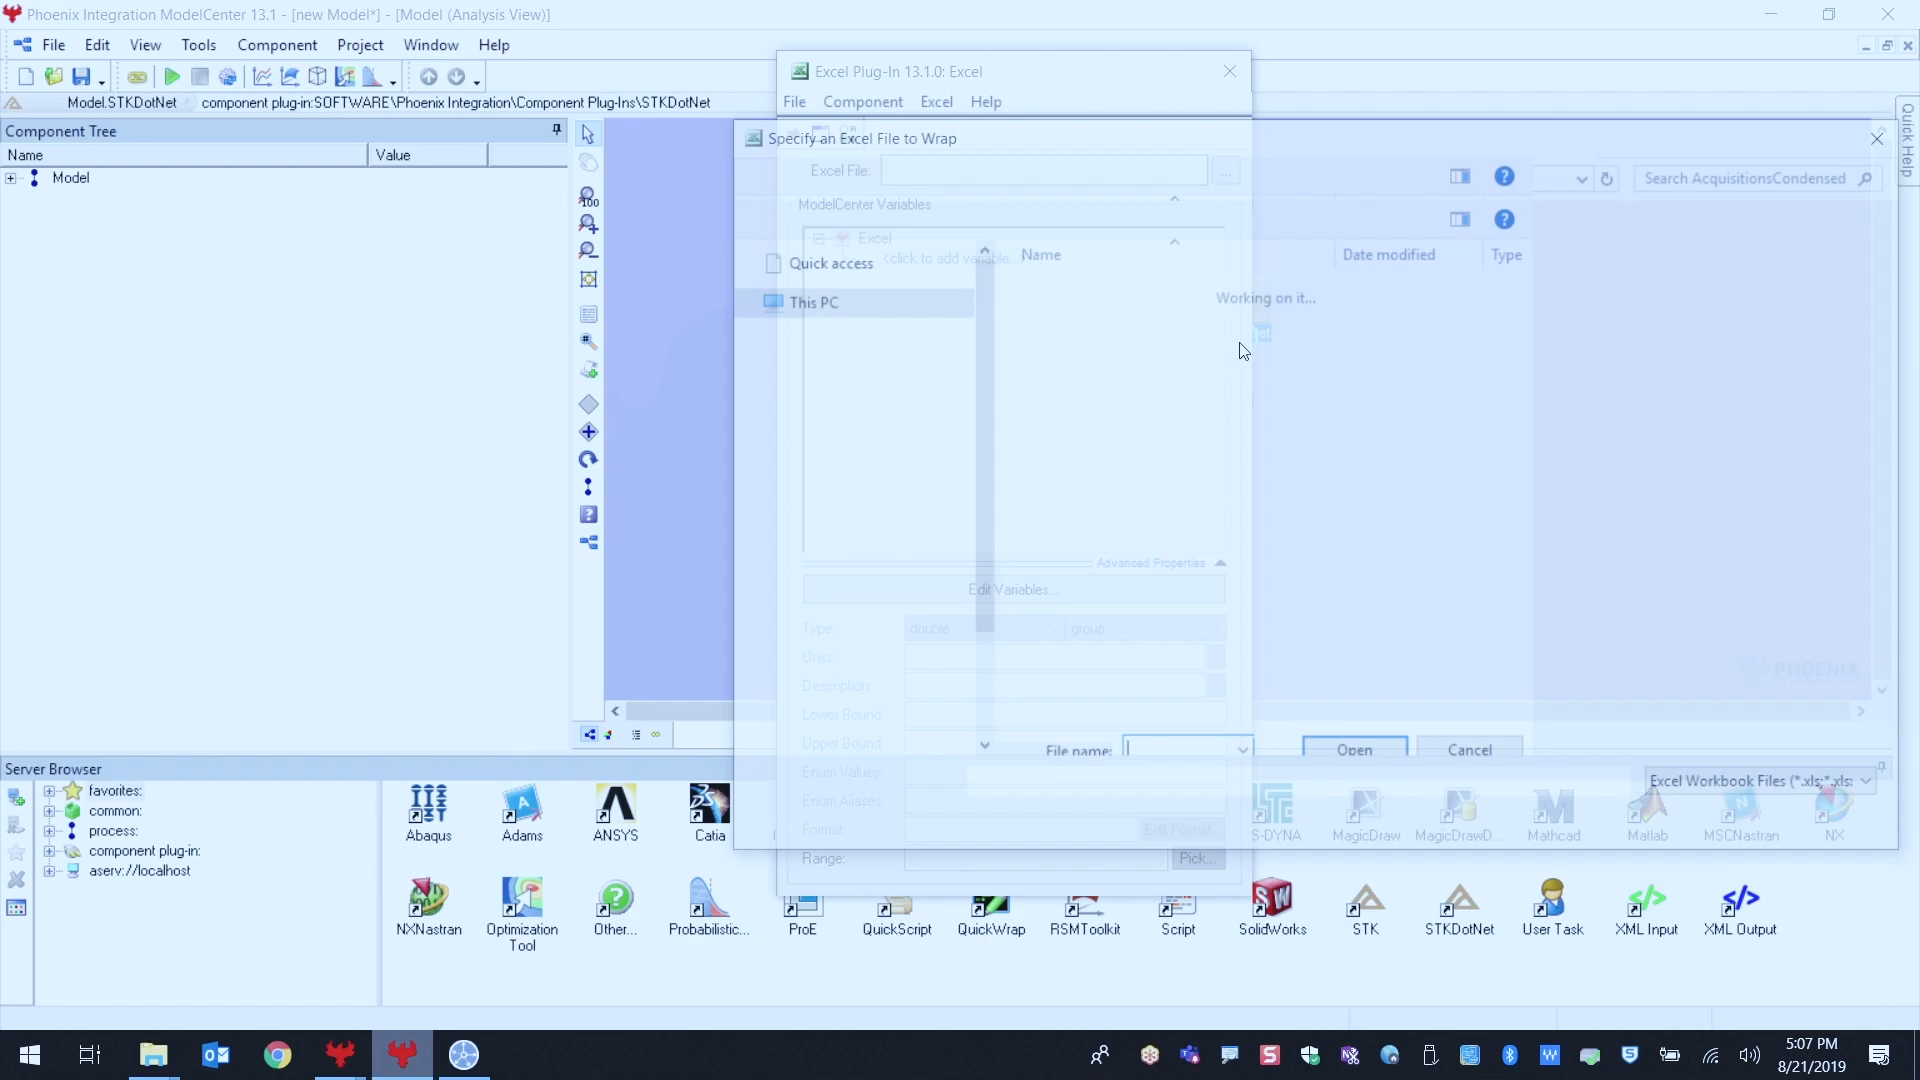 Phoenix Integration ModelCenter 13.1 - [new Model*] - [Model (Analysis View)]
File Edit View Tools Component Project Window Help
Model.STKDotNet component plug-in:SOFTWARE\Phoenix Integration\Component Plug-Ins\STKDotNet
Component Tree
Name Value
Model
100
Excel Plug-In 13.1.0: Excel
File Component Excel Help
Specify an Excel File to Wrap
Excel File: ...
Search AcquisitionsCondensed
Quick Help
ModelCenter Variables
Excel
<click to add variable...
Quick access
This PC
Name Date modified Type
Working on it...
et
Advanced Properties
Edit Variables...
Type: double group
Units:
Description:
Lower Bound:
Upper Bound:
Enum Values:
Enum Aliases:
Format: Edit Format...
Range: Pick...
PHOENIX
File name: Open Cancel
Excel Workbook Files (*.xls;*.xls:
Server Browser
favorites:
common:
process:
component plug-in:
aserv://localhost
Abaqus Adams ANSYS Catia S-DYNA MagicDraw MagicDrawD... Mathcad Matlab MSCNastran NX
NXNastran Optimization Tool Other... Probabilistic... ProE QuickScript QuickWrap RSMToolkit Script SolidWorks STK STKDotNet User Task XML Input XML Output
5:07 PM
8/21/2019